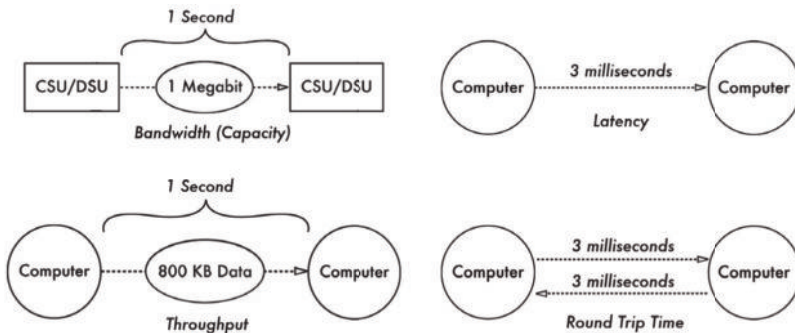 1 Second
CSU/DSU
1 Megabit
CSU/DSU
Bandwidth (Capacity)
Computer
3 milliseconds
Computer
Latency
1 Second
Computer
800 KB Data
Computer
Throughput
Computer
3 milliseconds
3 milliseconds
Computer
Round Trip Time